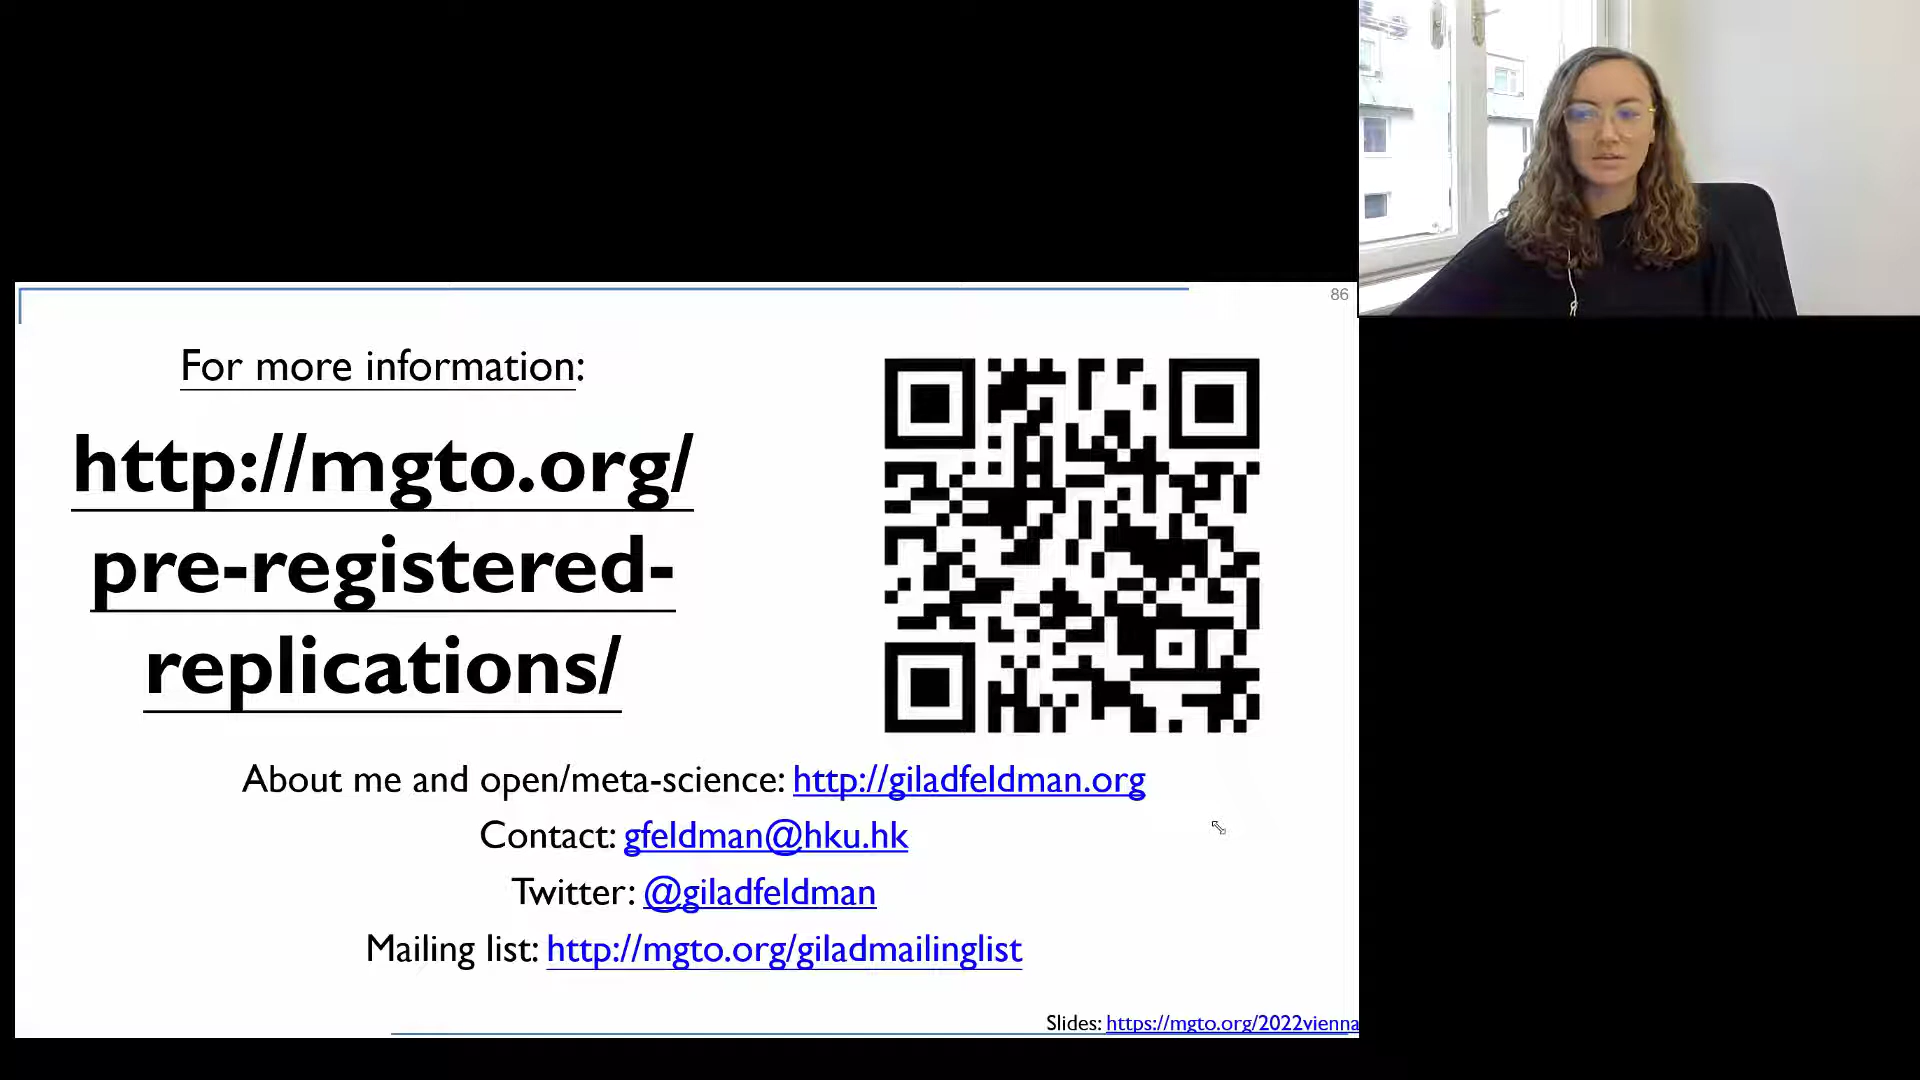 86
For more information:
http://mgto.org/
pre-registered-
replications/
About me and open/meta-science: http://giladfeldman.org
Contact: gfeldman@hku.hk
Twitter: @giladfeldman
Mailing list: http://mgto.org/giladmailinglist
Slides: https://mgto.org/2022vienna